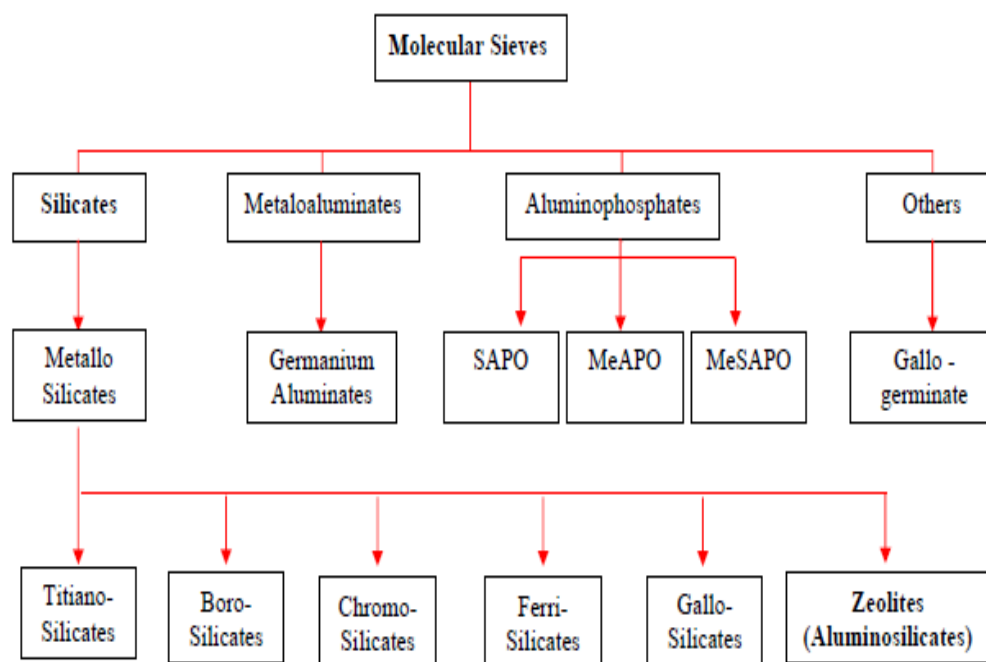 Molecular Sieves
Silicates
Metaloaluminates
Aluminophosphates
Others
Metallo
Silicates
Germanium
Aluminates
SAPO
MeAPO
MeSAPO
Gallo -
germinate
Titiano-
Silicates
Boro-
Silicates
Chromo-
Silicates
Ferri-
Silicates
Gallo-
Silicates
Zeolites
(Aluminosilicates)